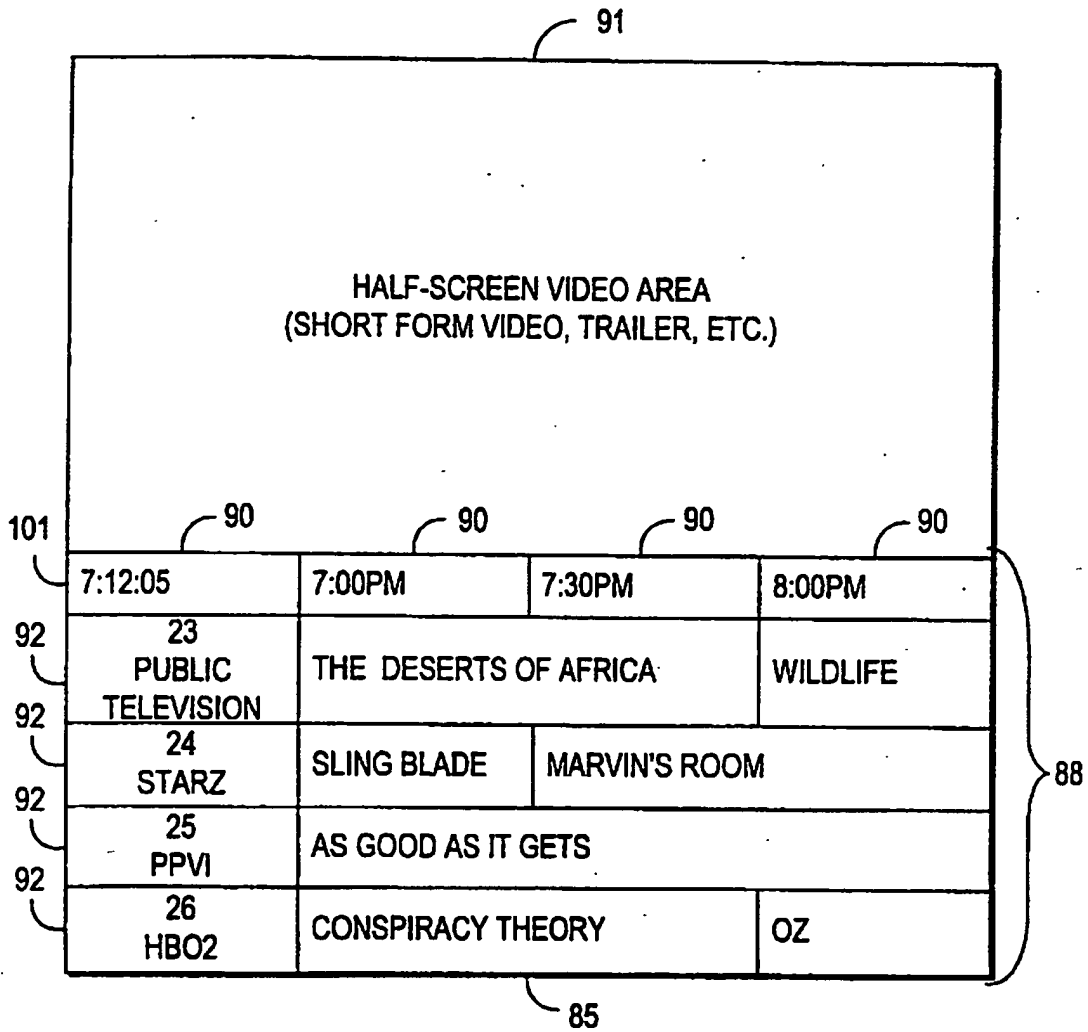 91
HALF-SCREEN VIDEO AREA
(SHORT FORM VIDEO, TRAILER, ETC.)
101 90 90 90 90
7:12:05 7:00PM 7:30PM 8:00PM
92
23
PUBLIC
TELEVISION
THE DESERTS OF AFRICA
WILDLIFE
92
24
STARZ
SLING BLADE
MARVIN'S ROOM
88
92
25
PPVI
AS GOOD AS IT GETS
92
26
HBO2
CONSPIRACY THEORY
OZ
85